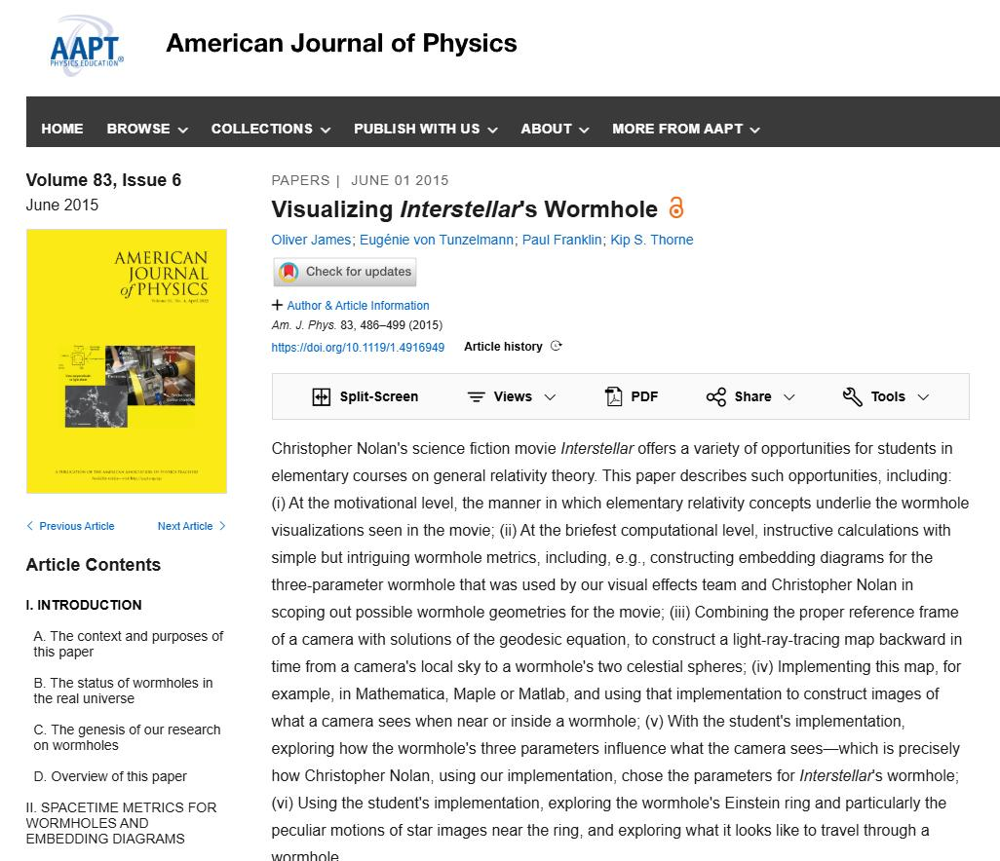 AAPT
PHYSICS EDUCATION®
American Journal of Physics
HOME BROWSE COLLECTIONS PUBLISH WITH US ABOUT MORE FROM AAPT
Volume 83, Issue 6
June 2015
AMERICAN
JOURNAL
of PHYSICS
A PUBLICATION OF THE AMERICAN ASSOCIATION OF PHYSICS TEACHERS
Previous Article Next Article
Article Contents
I. INTRODUCTION
A. The context and purposes of
this paper
B. The status of wormholes in
the real universe
C. The genesis of our research
on wormholes
D. Overview of this paper
II. SPACETIME METRICS FOR
WORMHOLES AND
EMBEDDING DIAGRAMS
PAPERS | JUNE 01 2015
Visualizing Interstellar's Wormhole
Oliver James; Eugénie von Tunzelmann; Paul Franklin; Kip S. Thorne
Check for updates
+ Author & Article Information
Am. J. Phys. 83, 486–499 (2015)
https://doi.org/10.1119/1.4916949 Article history
Split-Screen Views PDF Share Tools
Christopher Nolan's science fiction movie Interstellar offers a variety of opportunities for students in
elementary courses on general relativity theory. This paper describes such opportunities, including:
(i) At the motivational level, the manner in which elementary relativity concepts underlie the wormhole
visualizations seen in the movie; (ii) At the briefest computational level, instructive calculations with
simple but intriguing wormhole metrics, including, e.g., constructing embedding diagrams for the
three-parameter wormhole that was used by our visual effects team and Christopher Nolan in
scoping out possible wormhole geometries for the movie; (iii) Combining the proper reference frame
of a camera with solutions of the geodesic equation, to construct a light-ray-tracing map backward in
time from a camera's local sky to a wormhole's two celestial spheres; (iv) Implementing this map, for
example, in Mathematica, Maple or Matlab, and using that implementation to construct images of
what a camera sees when near or inside a wormhole; (v) With the student's implementation,
exploring how the wormhole's three parameters influence what the camera sees—which is precisely
how Christopher Nolan, using our implementation, chose the parameters for Interstellar's wormhole;
(vi) Using the student's implementation, exploring the wormhole's Einstein ring and particularly the
peculiar motions of star images near the ring, and exploring what it looks like to travel through a
wormhole.